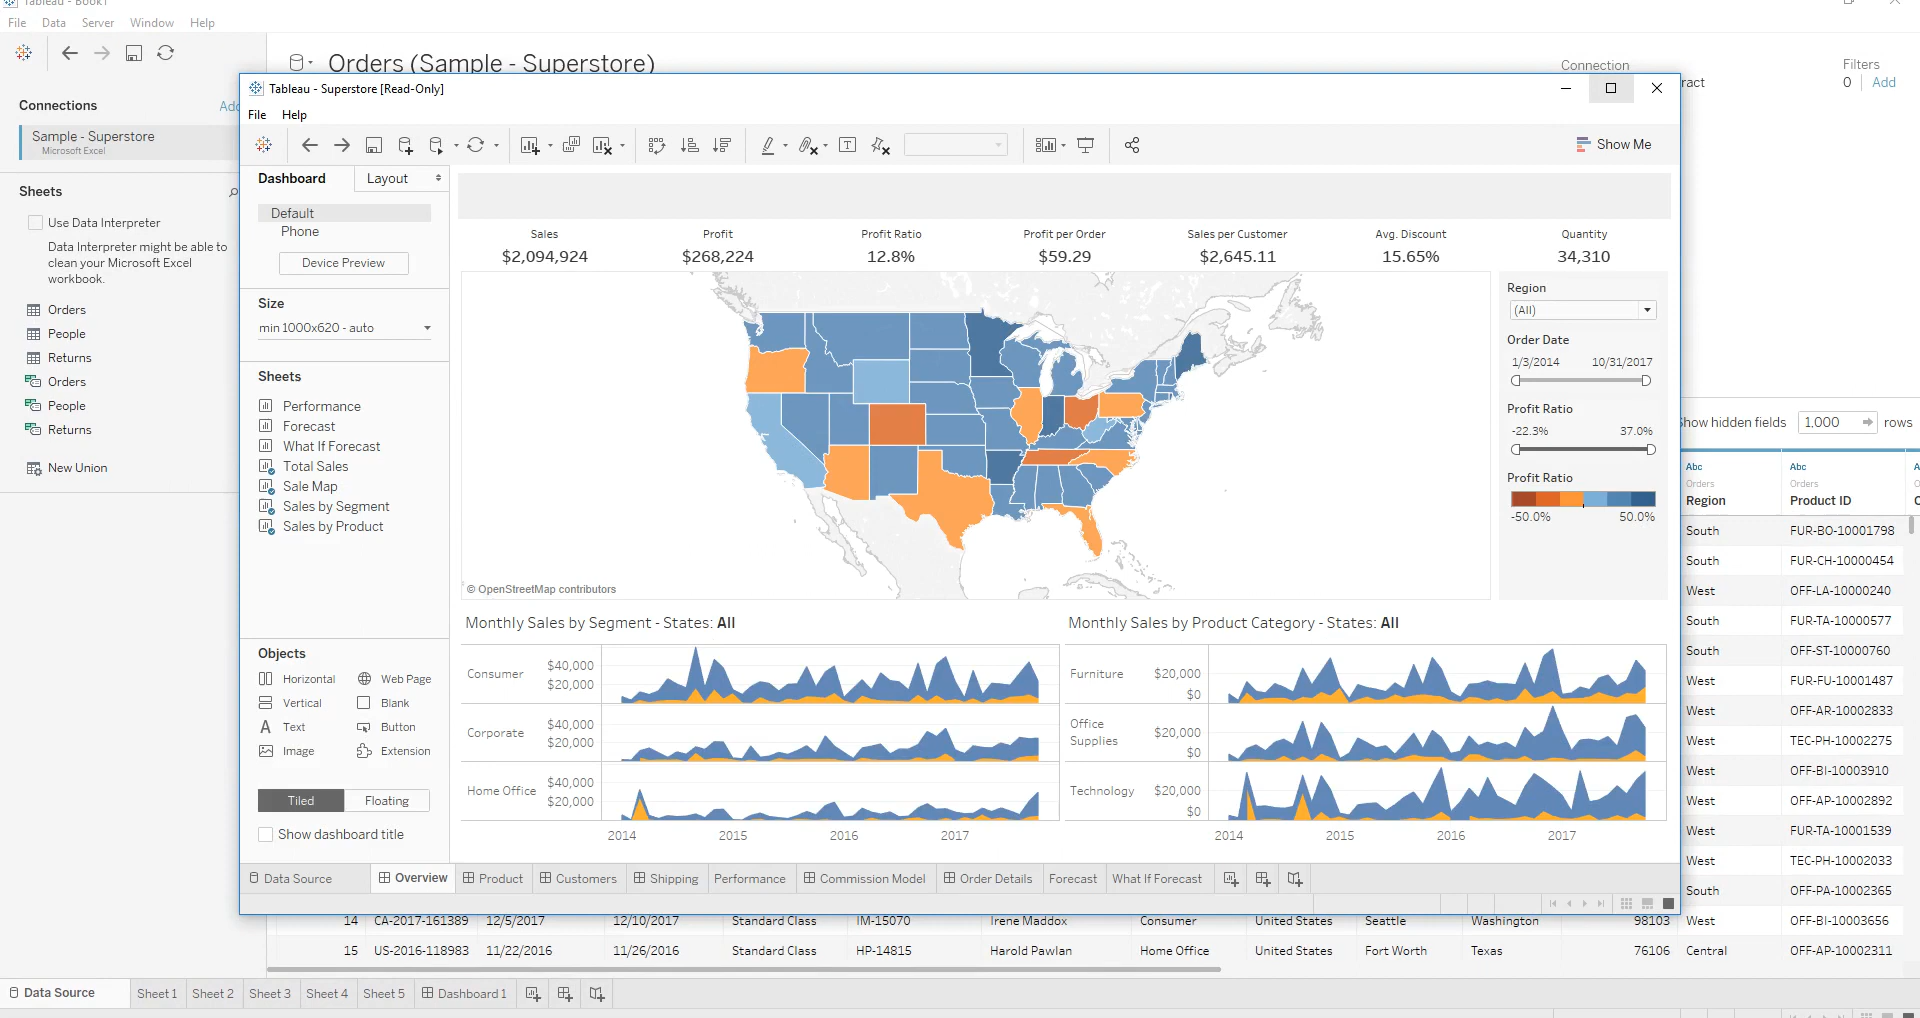 Tableau - Book1
File Data Server Window Help
Orders (Sample - Superstore)
Connection
Filters
0 Add
Connections
Sample - Superstore
Microsoft Excel
Sheets
Use Data Interpreter
Data Interpreter might be able to
clean your Microsoft Excel
workbook.
Orders
People
Returns
Orders
People
Returns
New Union
Tableau - Superstore [Read-Only]
File Help
Show Me
Dashboard Layout
Default
Phone
Device Preview
Size
min 1000x620 - auto
Sheets
Performance
Forecast
What If Forecast
Total Sales
Sale Map
Sales by Segment
Sales by Product
Objects
Horizontal Web Page
Vertical Blank
Text Button
Image Extension
Tiled Floating
Show dashboard title
Sales Profit Profit Ratio Profit per Order Sales per Customer Avg. Discount Quantity
$2,094,924 $268,224 12.8% $59.29 $2,645.11 15.65% 34,310
© OpenStreetMap contributors
Region
(All)
Order Date
1/3/2014 10/31/2017
Profit Ratio
-22.3% 37.0%
Profit Ratio
-50.0% 50.0%
Monthly Sales by Segment - States: All
Consumer $40,000
$20,000
Corporate $40,000
$20,000
Home Office $40,000
$20,000
2014 2015 2016 2017
Monthly Sales by Product Category - States: All
Furniture $20,000
$0
Office
Supplies $20,000
$0
Technology $20,000
$0
2014 2015 2016 2017
Data Source Overview Product Customers Shipping Performance Commission Model Order Details Forecast What If Forecast
hidden fields 1,000 rows
Abc Abc
Orders Orders
Region Product ID
South FUR-BO-10001798
South FUR-CH-10000454
West OFF-LA-10000240
South FUR-TA-10000577
South OFF-ST-10000760
West FUR-FU-10001487
West OFF-AR-10002833
West TEC-PH-10002275
West OFF-BI-10003910
West OFF-AP-10002892
West FUR-TA-10001539
West TEC-PH-10002033
South OFF-PA-10002365
14 CA-2017-161389 12/5/2017 12/10/2017 Standard Class IM-15070 Irene Maddox Consumer United States Seattle Washington 98103 West OFF-BI-10003656
15 US-2016-118983 11/22/2016 11/26/2016 Standard Class HP-14815 Harold Pawlan Home Office United States Fort Worth Texas 76106 Central OFF-AP-10002311
Data Source Sheet 1 Sheet 2 Sheet 3 Sheet 4 Sheet 5 Dashboard 1